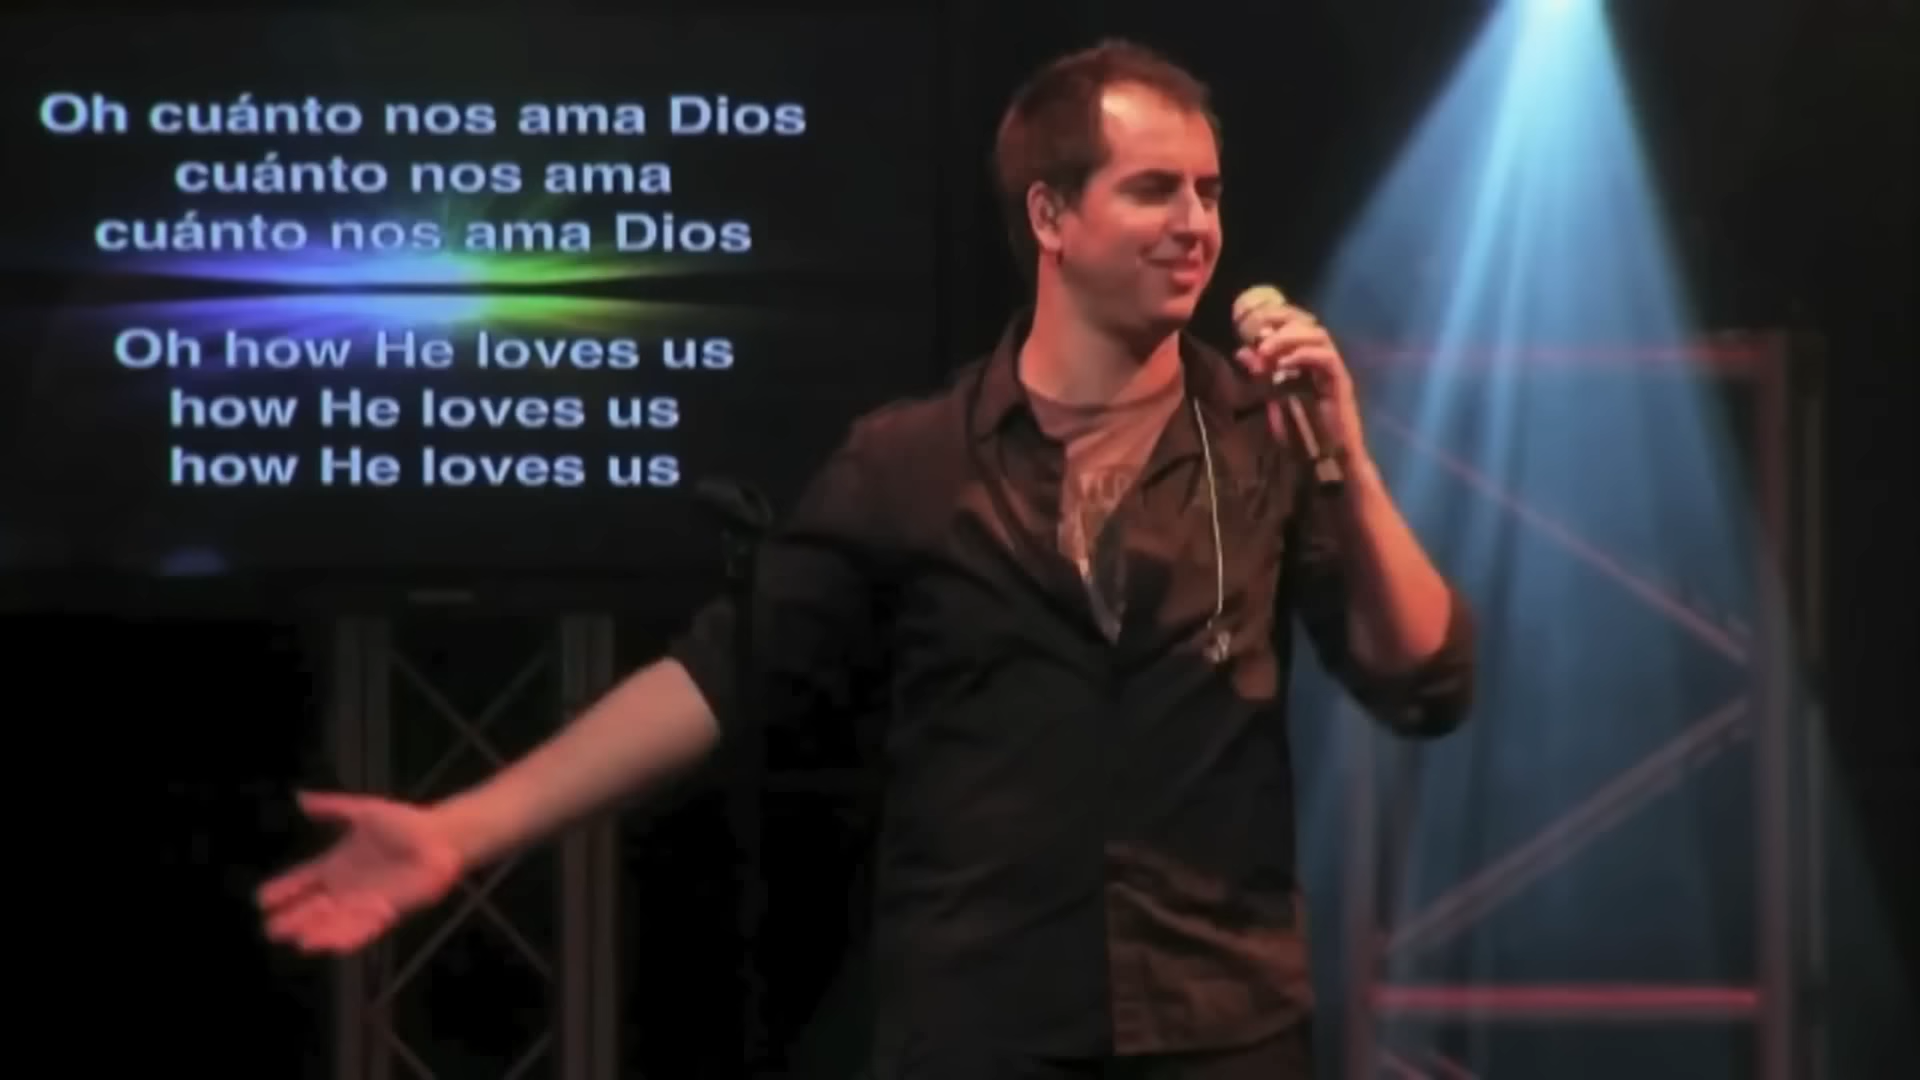 Oh cuánto nos ama Dios
cuánto nos ama
cuánto nos ama Dios
Oh how He loves us
how He loves us
how He loves us